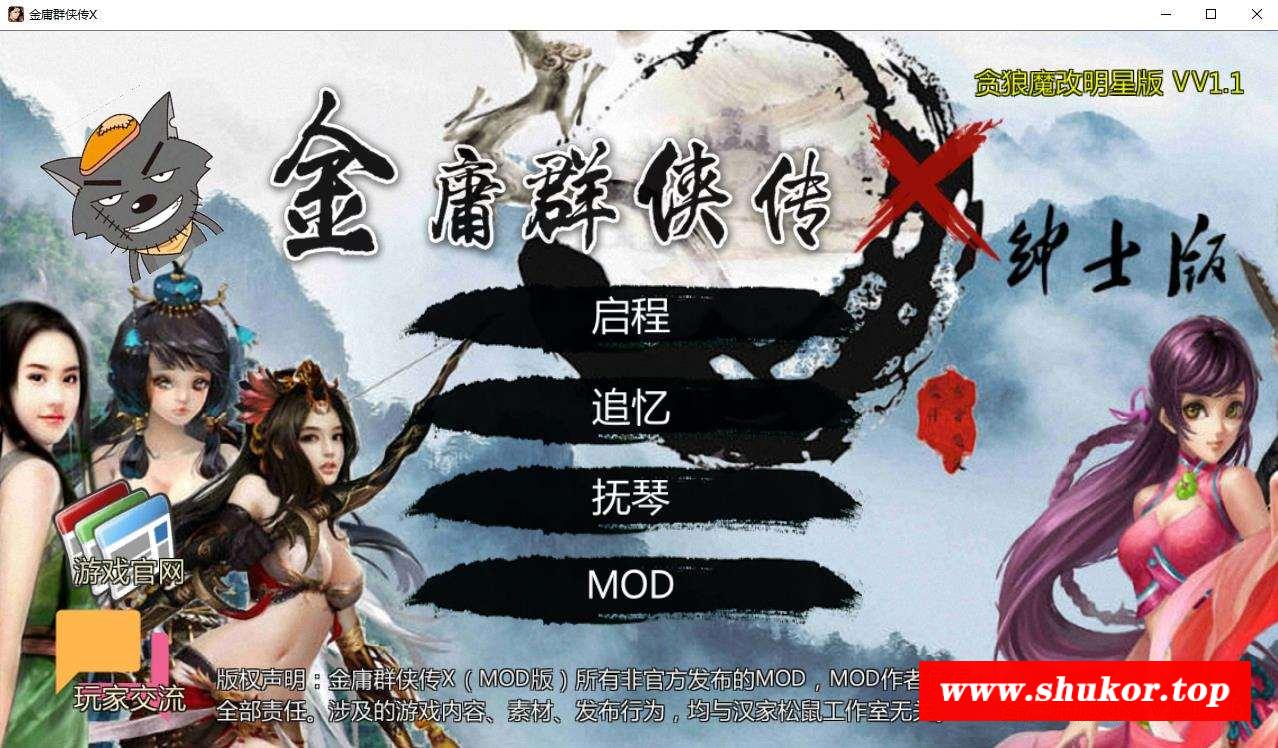 金庸群侠传X
贪狼魔改明星版 VV1.1
金庸群侠传X
绅士版
启程
追忆
抚琴
MOD
游戏官网
玩家交流
版权声明：金庸群侠传X（MOD版）所有非官方发布的MOD，MOD作者
全部责任。涉及的游戏内容、素材、发布行为，均与汉家松鼠工作室无关。
www.shukor.top